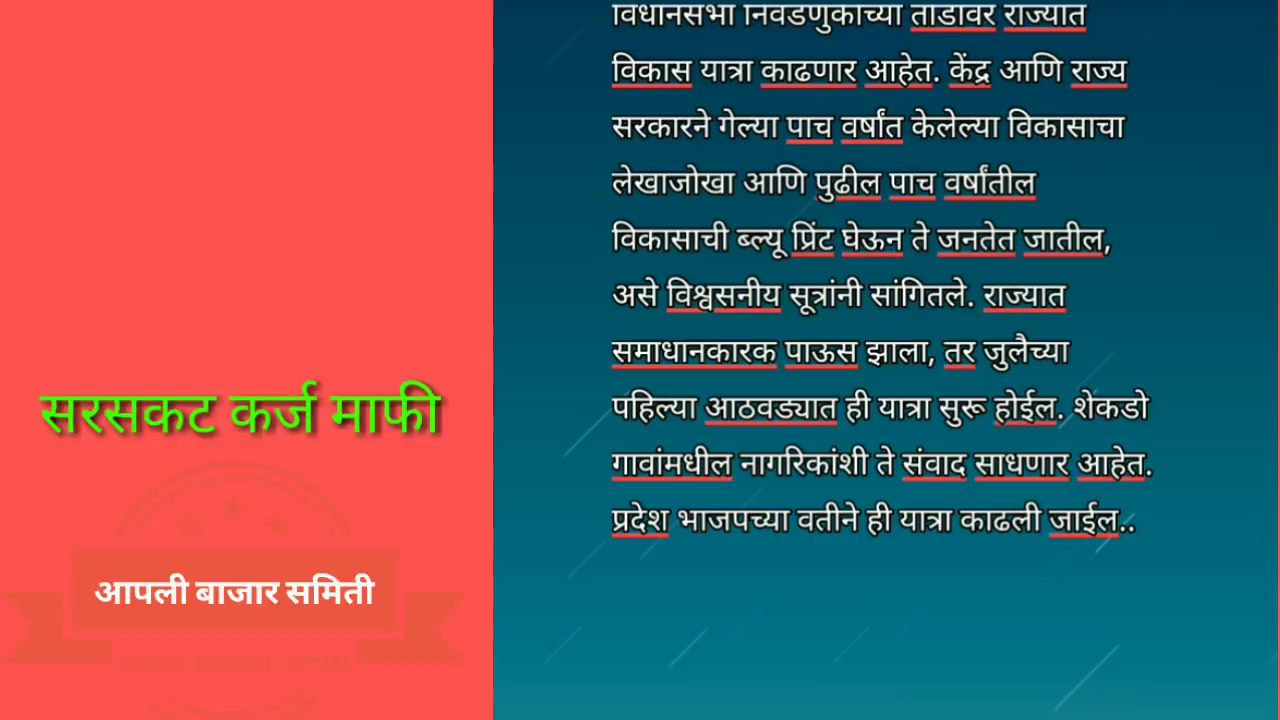 सरसकट कर्ज माफी
आपली बाजार समिती
विधानसभा निवडणुकीच्या तोंडावर राज्यात
विकास यात्रा काढणार आहेत. केंद्र आणि राज्य
सरकारने गेल्या पाच वर्षांत केलेल्या विकासाचा
लेखाजोखा आणि पुढील पाच वर्षांतील
विकासाची ब्ल्यू प्रिंट घेऊन ते जनतेत जातील,
असे विश्वसनीय सूत्रांनी सांगितले. राज्यात
समाधानकारक पाऊस झाला, तर जुलैच्या
पहिल्या आठवड्यात ही यात्रा सुरू होईल. शेकडो
गावांमधील नागरिकांशी ते संवाद साधणार आहेत.
प्रदेश भाजपच्या वतीने ही यात्रा काढली जाईल..